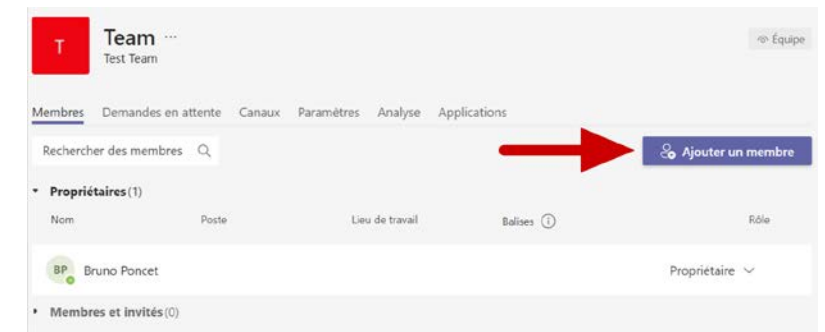 T
Team ...
Équipe
Test Team
Membres Demandes en attente Canaux Paramètres Analyse Applications
Rechercher des membres
Ajouter un membre
Propriétaires (1)
Nom Poste Lieu de travail Balises Rôle
BP Bruno Poncet Propriétaire
Membres et invités (0)